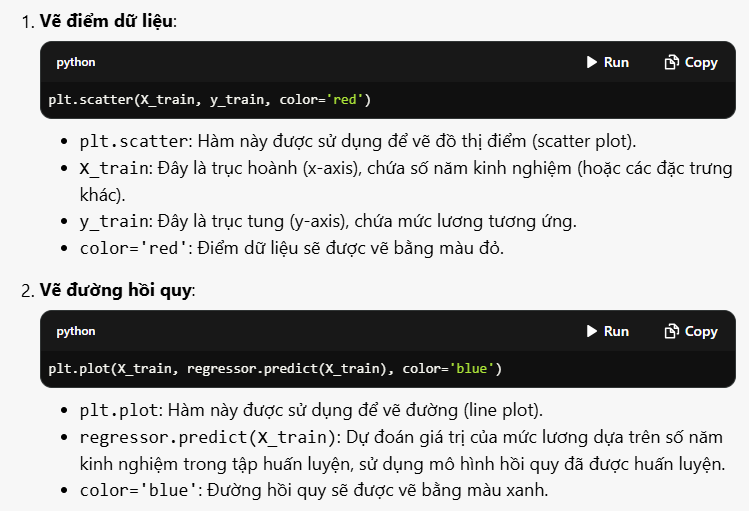 1. Vẽ điểm dữ liệu:
python Run Copy
plt.scatter(X_train, y_train, color='red')
• plt.scatter: Hàm này được sử dụng để vẽ đồ thị điểm (scatter plot).
• X_train: Đây là trục hoành (x-axis), chứa số năm kinh nghiệm (hoặc các đặc trưng
khác).
• y_train: Đây là trục tung (y-axis), chứa mức lương tương ứng.
• color='red': Điểm dữ liệu sẽ được vẽ bằng màu đỏ.
2. Vẽ đường hồi quy:
python Run Copy
plt.plot(X_train, regressor.predict(X_train), color='blue')
• plt.plot: Hàm này được sử dụng để vẽ đường (line plot).
• regressor.predict(X_train): Dự đoán giá trị của mức lương dựa trên số năm
kinh nghiệm trong tập huấn luyện, sử dụng mô hình hồi quy đã được huấn luyện.
• color='blue': Đường hồi quy sẽ được vẽ bằng màu xanh.